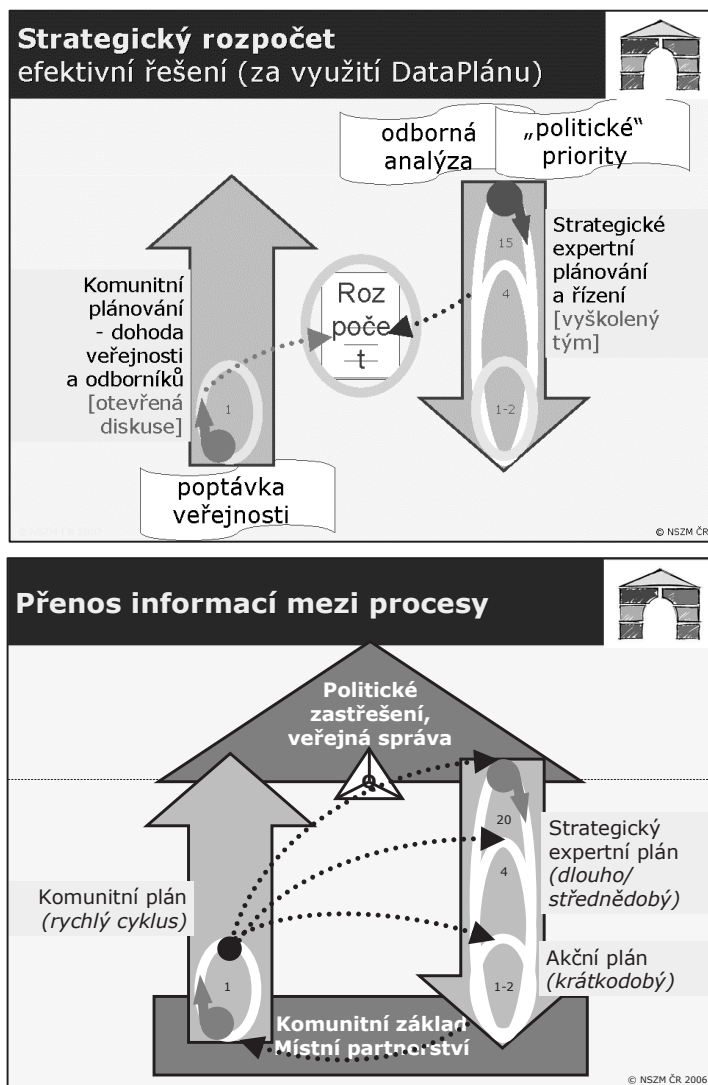 Strategický rozpočet
efektivní řešení (za využití DataPlánu)
odborná
analýza
„politické“
priority
Komunitní
plánování
- dohoda
veřejnosti
a odborníků
[otevřená
diskuse]
1
Roz
poče
t
15
4
1-2
Strategické
expertní
plánování
a řízení
[vyškolený
tým]
poptávka
veřejnosti
© NSZM ČR
Přenos informací mezi procesy
Politické
zastřešení,
veřejná správa
Komunitní plán
(rychlý cyklus)
1
20
4
1-2
Strategický
expertní plán
(dlouho/
střednědobý)
Akční plán
(krátkodobý)
Komunitní základ
Místní partnerství
© NSZM ČR 2006